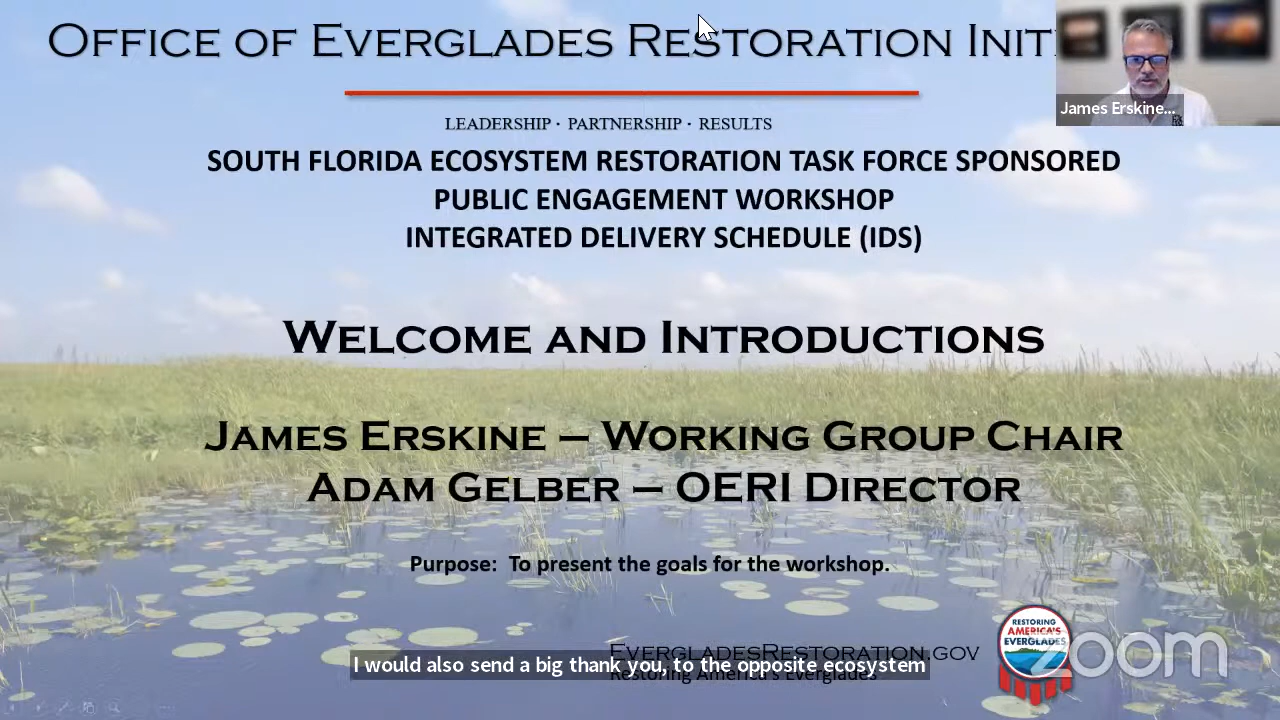 OFFICE OF EVERGLADES RESTORATION INIT
James Erskine...
LEADERSHIP · PARTNERSHIP · RESULTS
SOUTH FLORIDA ECOSYSTEM RESTORATION TASK FORCE SPONSORED
PUBLIC ENGAGEMENT WORKSHOP
INTEGRATED DELIVERY SCHEDULE (IDS)
WELCOME AND INTRODUCTIONS
JAMES ERSKINE – WORKING GROUP CHAIR
ADAM GELBER – OERI DIRECTOR
Purpose: To present the goals for the workshop.
EVERGLADESRESTORATION.GOV
I would also send a big thank you, to the opposite ecosystem
Restoring America's Everglades
RESTORING
AMERICA'S
EVERGLADES
zoom